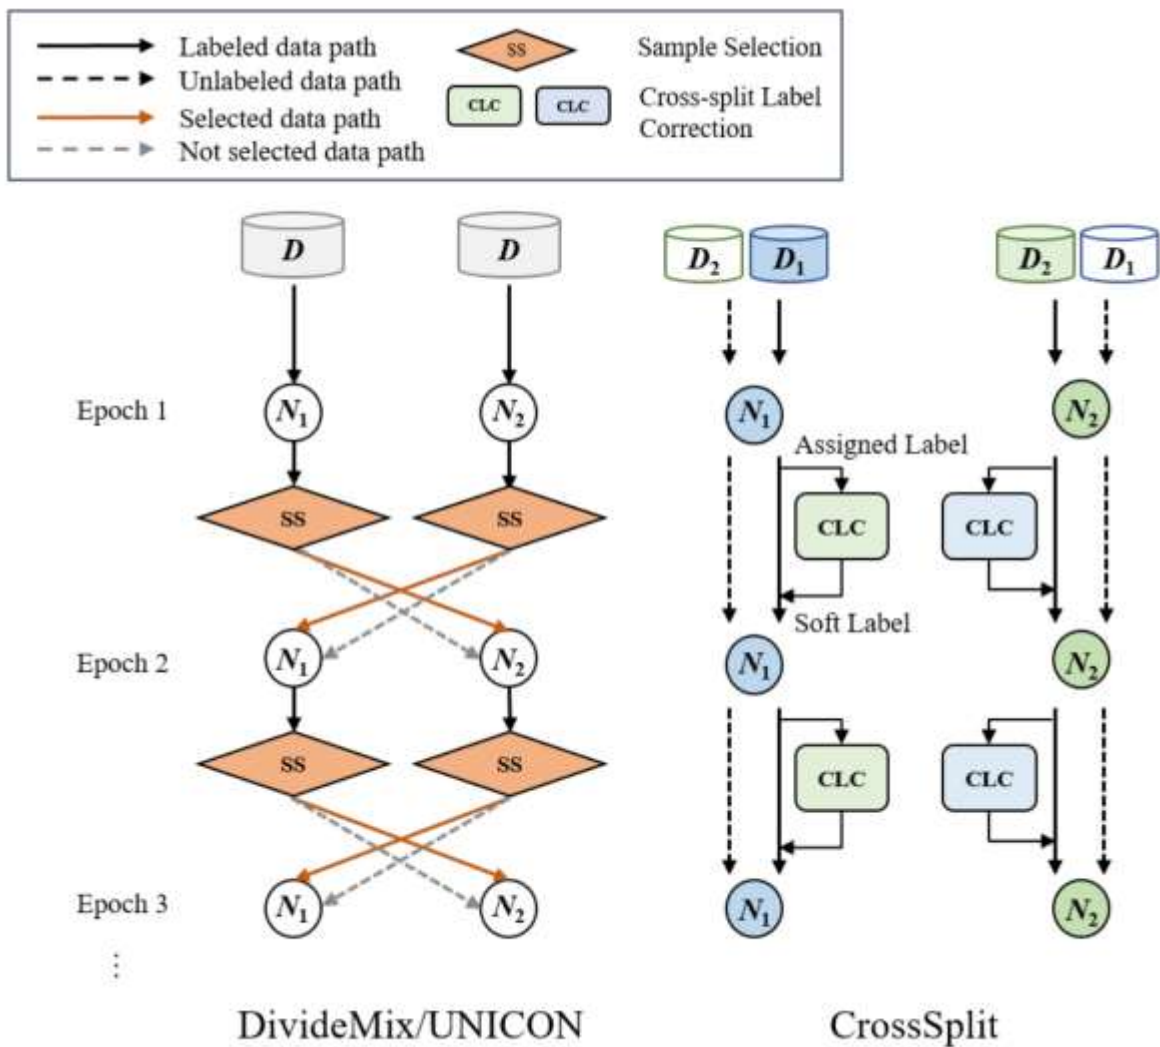 Labeled data path
Unlabeled data path
Selected data path
Not selected data path
SS
Sample Selection
CLC CLC
Cross-split Label
Correction
D D D2 D1 D2 D1
Epoch 1
N1 N2 N1 N2
Assigned Label
SS SS CLC CLC
Soft Label
Epoch 2
N1 N2 N1 N2
SS SS CLC CLC
Epoch 3
N1 N2 N1 N2
⋮
DivideMix/UNICON
CrossSplit